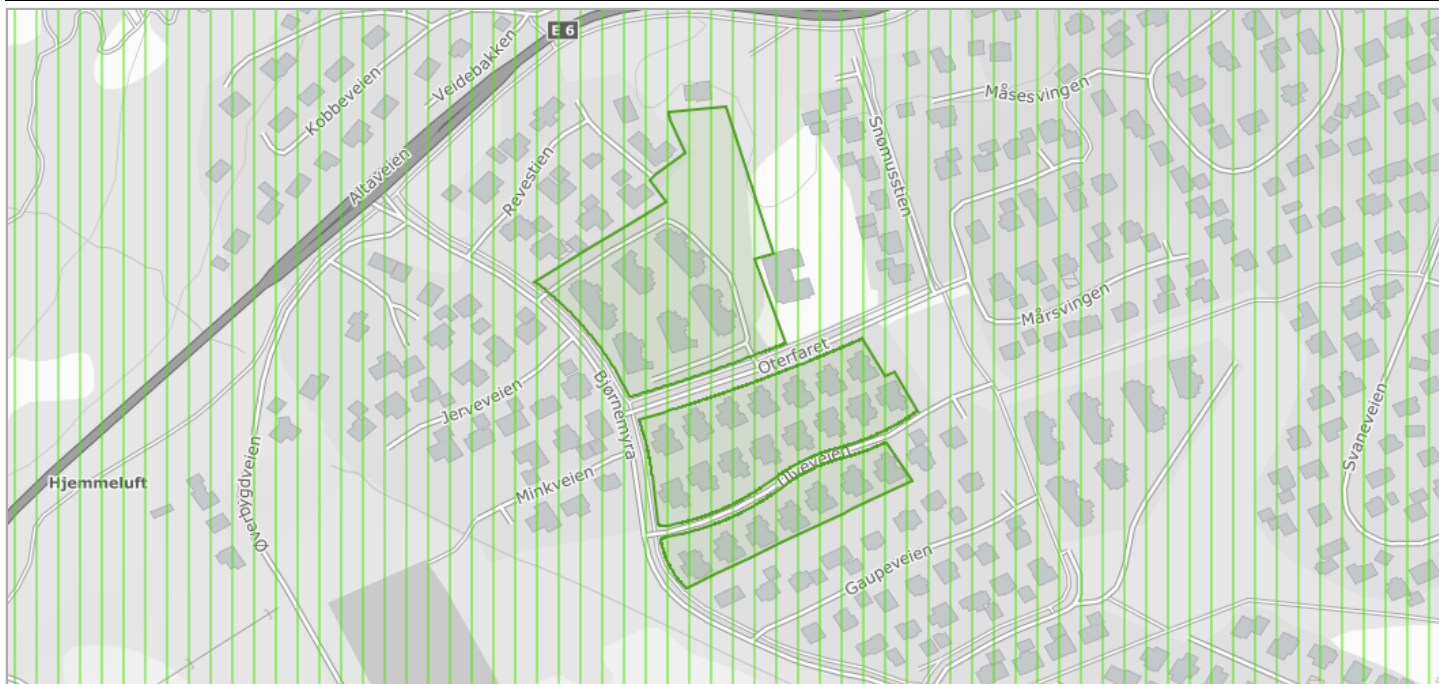 E 6
Veidebakken
Kobbeveien
Måsesvingen
Altaveien
Revestien
Snømusstien
Mårsvingen
Oterfaret
Bjørnemyra
Jerveveien
Ulveveien
Svaneveien
Hjemmeluft
Øverbygdveien
Minkveien
Gaupeveien